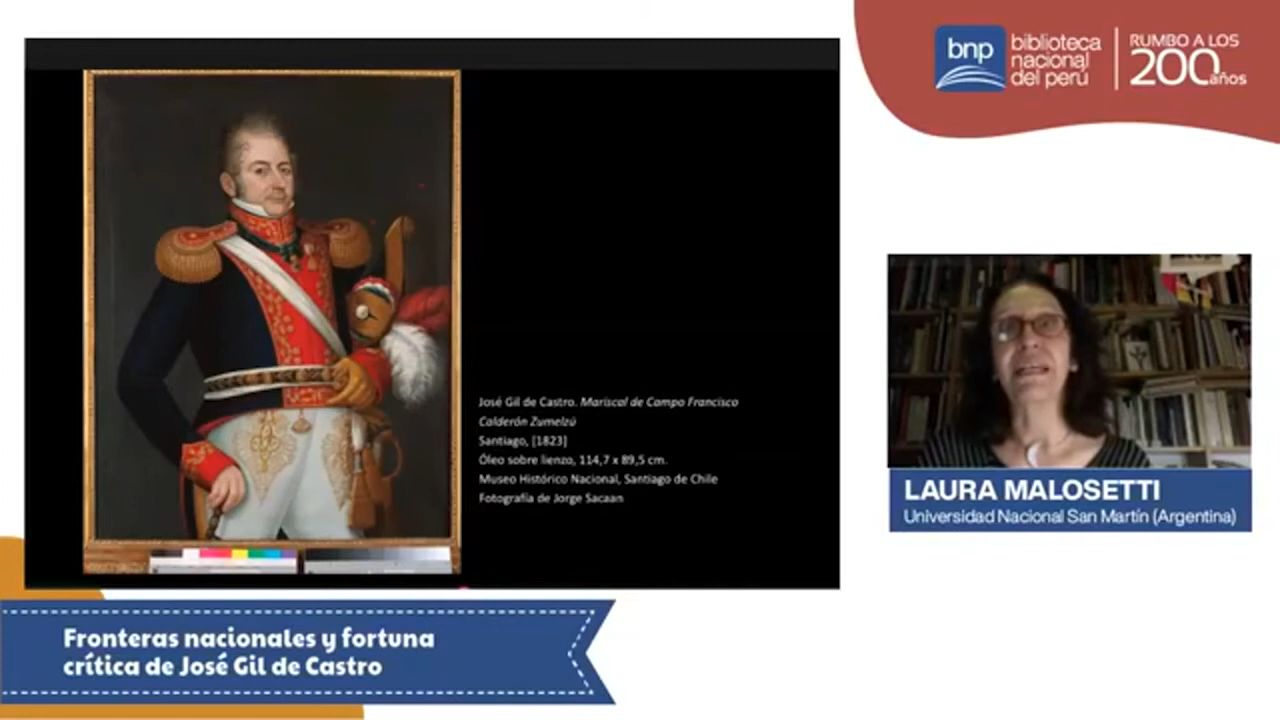 bnp
biblioteca
nacional
del perú
RUMBO A LOS
200
años
José Gil de Castro. Mariscal de Campo Francisco
Calderón Zumelzú
Santiago, [1823]
Óleo sobre lienzo, 114,7 x 89,5 cm.
Museo Histórico Nacional, Santiago de Chile
Fotografía de Jorge Sacaan
LAURA MALOSETTI
Universidad Nacional San Martín (Argentina)
Fronteras nacionales y fortuna
crítica de José Gil de Castro